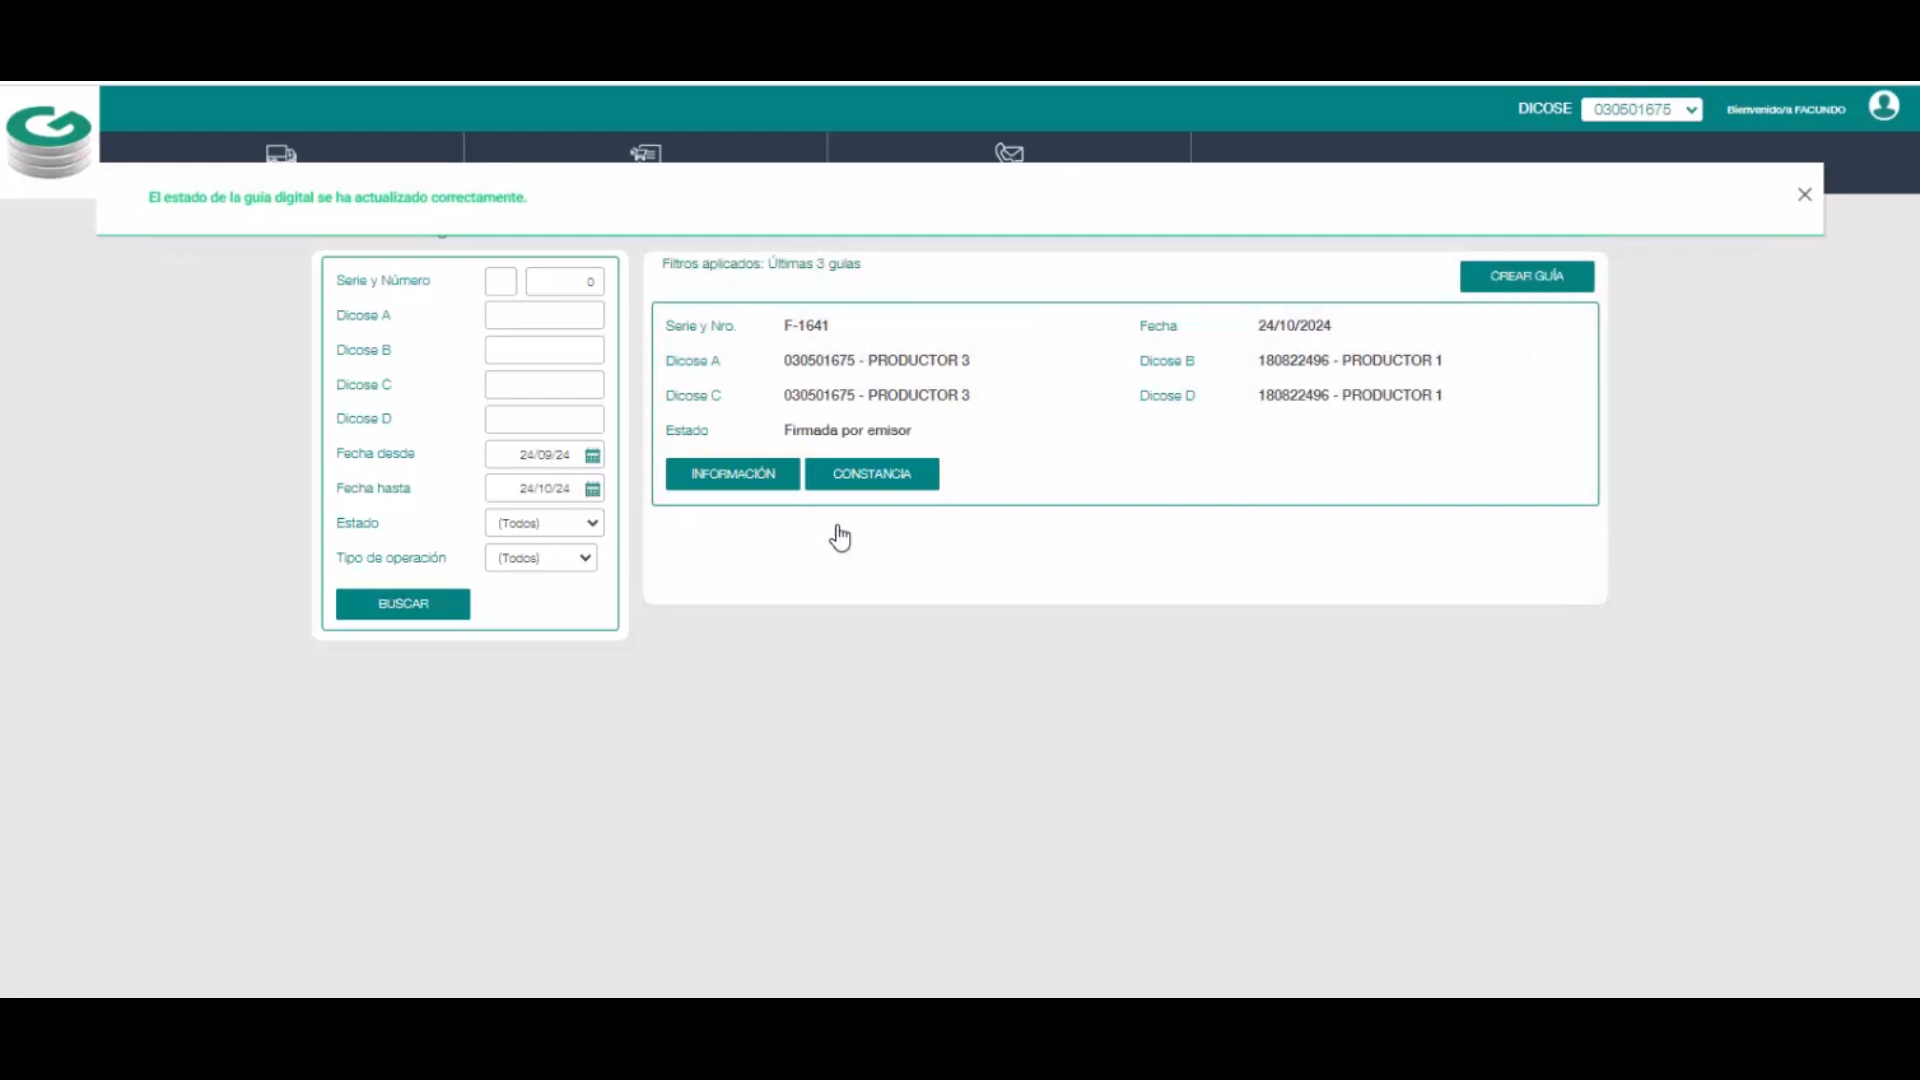 DICOSE 030501675 Bienvenido/a FACUNDO
El estado de la guía digital se ha actualizado correctamente.
Serie y Número 0
Dicose A
Dicose B
Dicose C
Dicose D
Fecha desde 24/09/24
Fecha hasta 24/10/24
Estado (Todos)
Tipo de operación (Todos)
BUSCAR
Filtros aplicados: Últimas 3 guías
CREAR GUÍA
Serie y Nro. F-1641 Fecha 24/10/2024
Dicose A 030501675 - PRODUCTOR 3 Dicose B 180822496 - PRODUCTOR 1
Dicose C 030501675 - PRODUCTOR 3 Dicose D 180822496 - PRODUCTOR 1
Estado Firmada por emisor
INFORMACIÓN CONSTANCIA